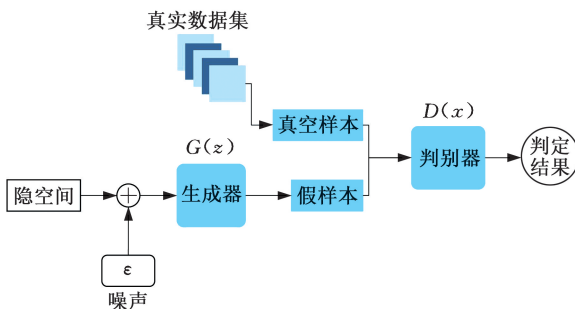 真实数据集
真空样本
D(x)
G(z)
判别器
判定
结果
隐空间
生成器
假样本
ε
噪声